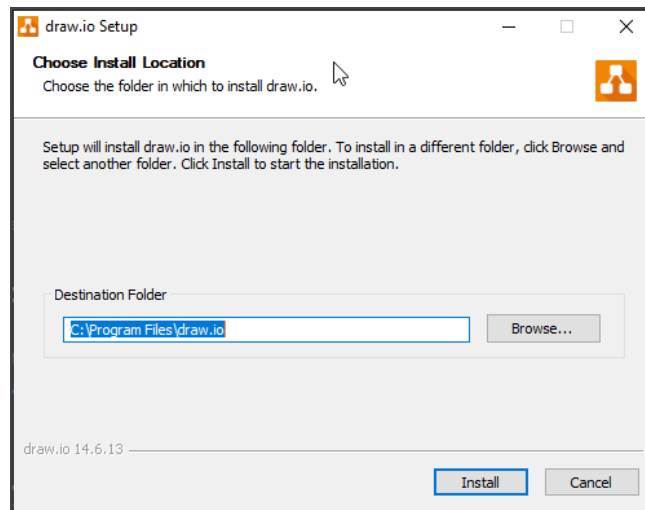 draw.io Setup
Choose Install Location
Choose the folder in which to install draw.io.
Setup will install draw.io in the following folder. To install in a different folder, click Browse and
select another folder. Click Install to start the installation.
Destination Folder
C:\Program Files\draw.io
Browse...
draw.io 14.6.13
Install
Cancel